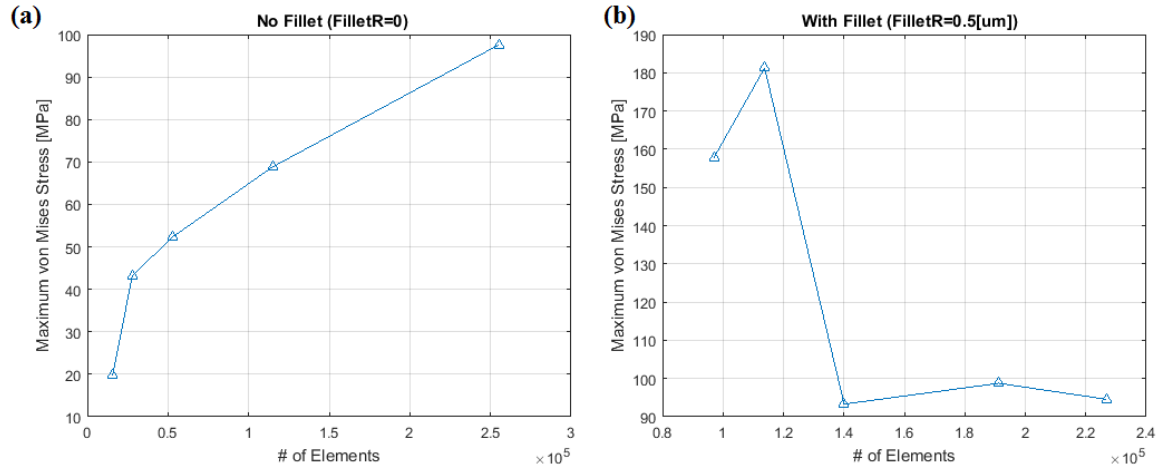 (a)
No Fillet (FilletR=0)
Maximum von Mises Stress [MPa]
100
90
80
70
60
50
40
30
20
10
0 0.5 1 1.5 2 2.5 3
# of Elements
×10^5
(b)
With Fillet (FilletR=0.5[um])
Maximum von Mises Stress [MPa]
190
180
170
160
150
140
130
120
110
100
90
0.8 1 1.2 1.4 1.6 1.8 2 2.2 2.4
# of Elements
×10^5